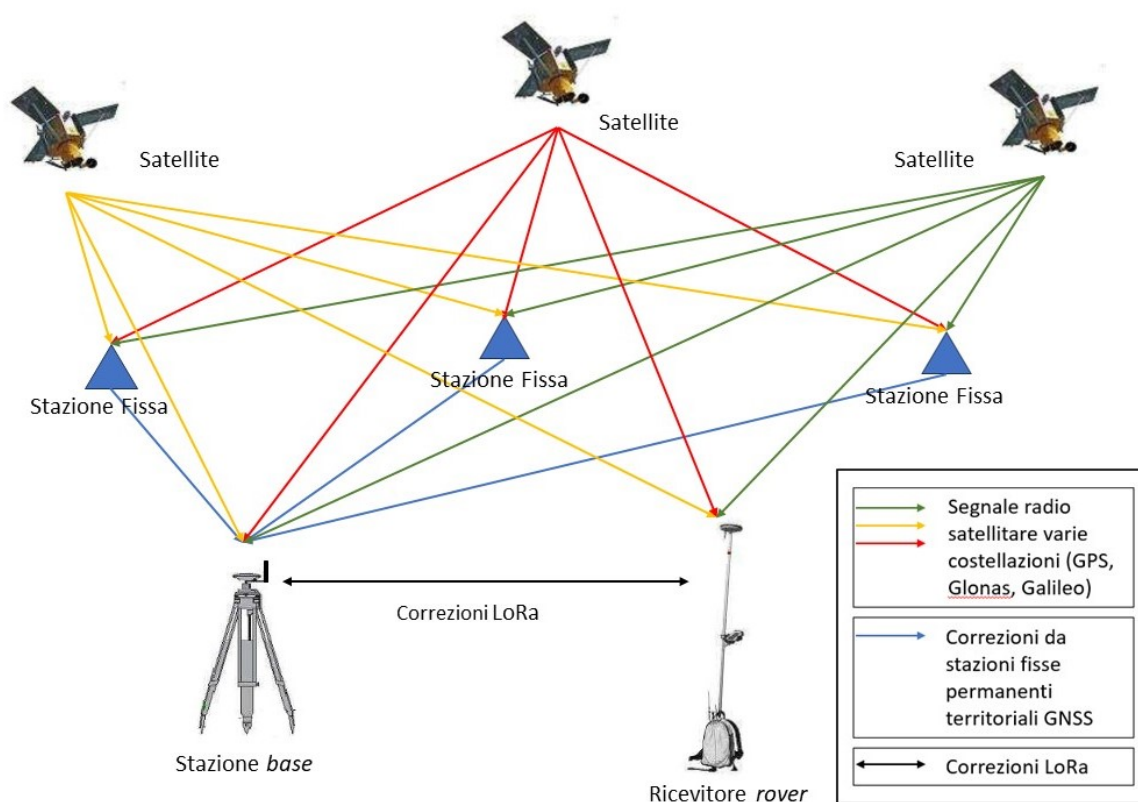 Satellite
Satellite
Satellite
Stazione Fissa
Stazione Fissa
Stazione Fissa
Correzioni LoRa
Stazione base
Ricevitore rover
Segnale radio
satellitare varie
costellazioni (GPS,
Glonas, Galileo)
Correzioni da
stazioni fisse
permanenti
territoriali GNSS
Correzioni LoRa